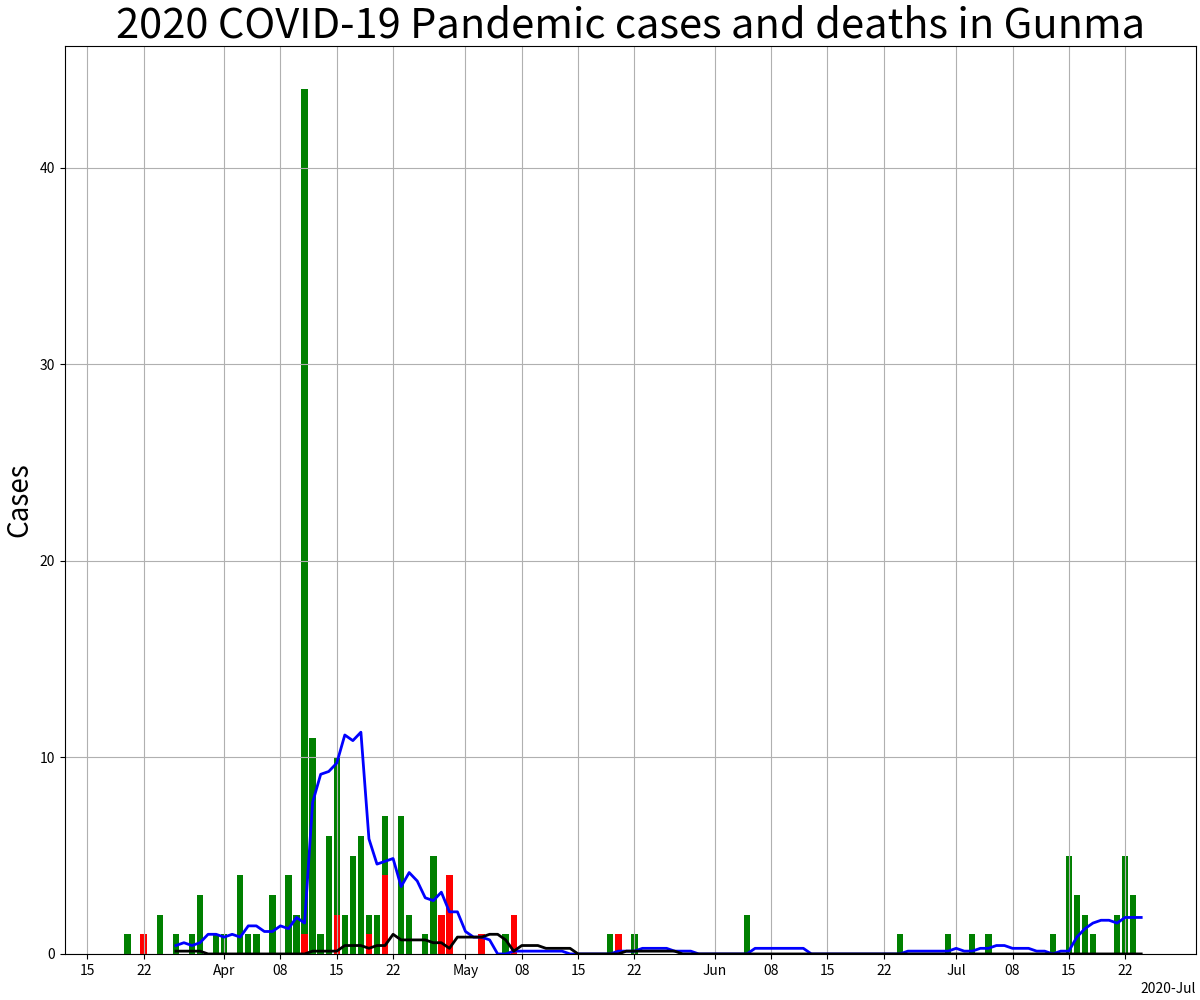 2020 COVID-19 Pandemic cases and deaths in Gunma
Cases
40
30
20
10
0
15 22 Apr 08 15 22 May 08 15 22 Jun 08 15 22 Jul 08 15 22
2020-Jul